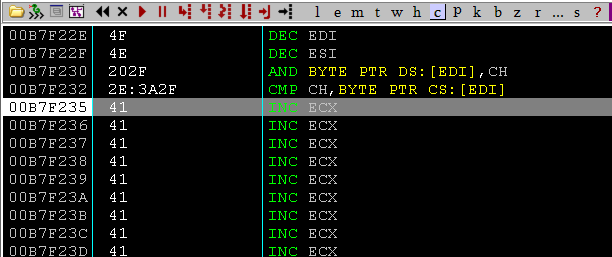 l e m t w h c p k b z r ... s ?
00B7F22E 4F DEC EDI
00B7F22F 4E DEC ESI
00B7F230 202F AND BYTE PTR DS:[EDI],CH
00B7F232 2E:3A2F CMP CH,BYTE PTR CS:[EDI]
00B7F235 41 INC ECX
00B7F236 41 INC ECX
00B7F237 41 INC ECX
00B7F238 41 INC ECX
00B7F239 41 INC ECX
00B7F23A 41 INC ECX
00B7F23B 41 INC ECX
00B7F23C 41 INC ECX
00B7F23D 41 INC ECX